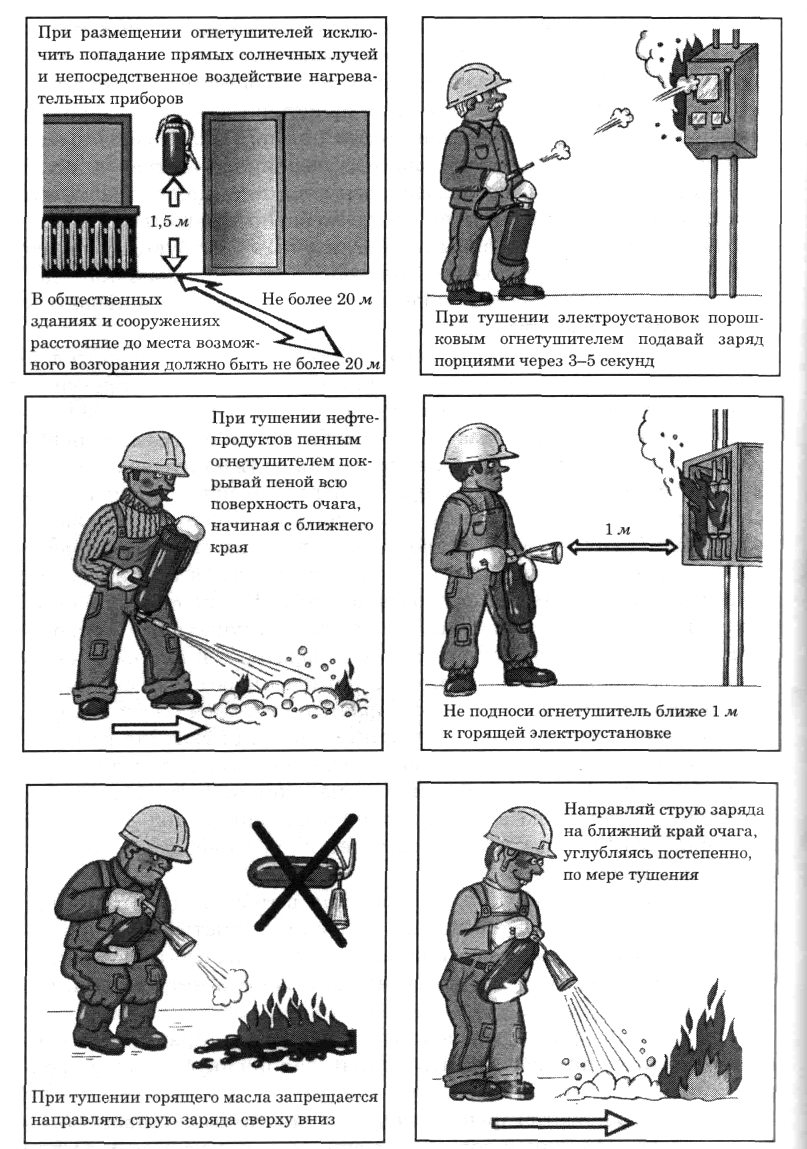 При размещении огнетушителей исклю-
чить попадание прямых солнечных лучей
и непосредственное воздействие нагрева-
тельных приборов
1,5 м
В общественных
Не более 20 м
зданиях и сооружениях
расстояние до места возмож-
ного возгорания должно быть не более 20 м
При тушении электроустановок порош-
ковым огнетушителем подавай заряд
порциями через 3–5 секунд
При тушении нефте-
продуктов пенным
огнетушителем пок-
рывай пеной всю
поверхность очага,
начиная с ближнего
края
1 м
Не подноси огнетушитель ближе 1 м
к горящей электроустановке
При тушении горящего масла запрещается
направлять струю заряда сверху вниз
Направляй струю заряда
на ближний край очага,
углубляясь постепенно,
по мере тушения